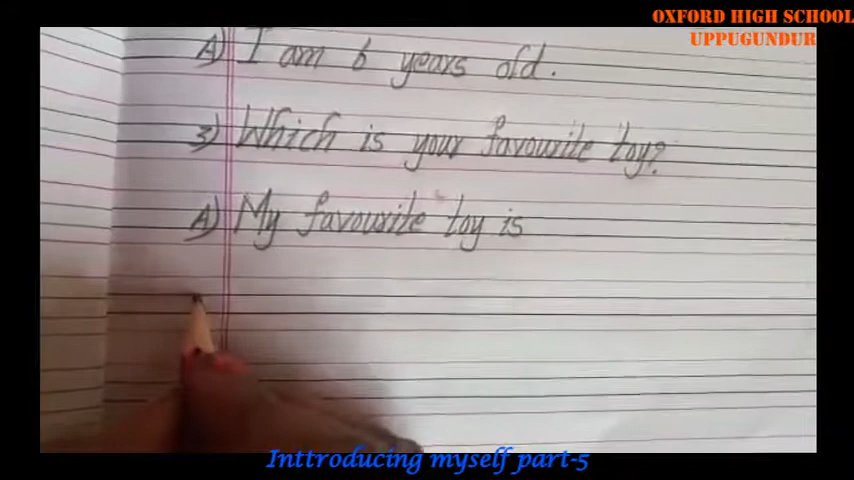 OXFORD HIGH SCHOOL
UPPUGUNDUR
A) I am 6 years old.
3) Which is your favourite toy?
A) My favourite toy is
Inttroducing myself part-5